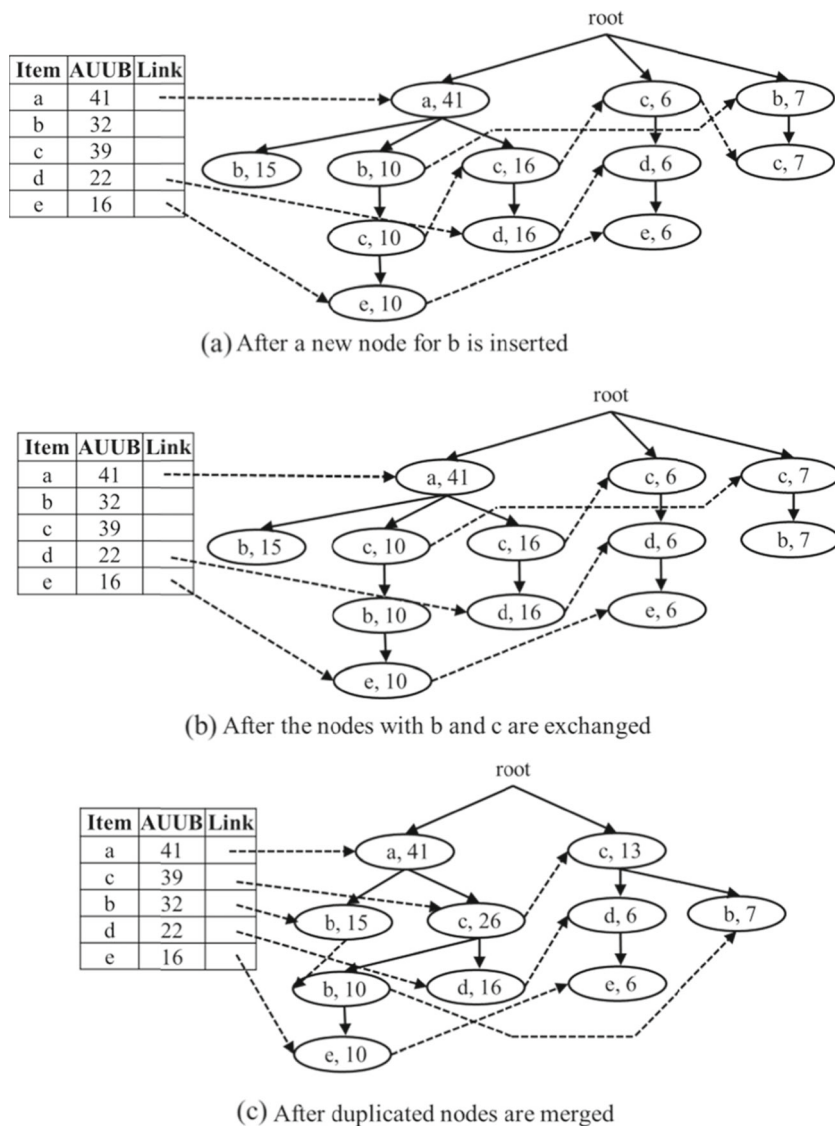 root
Item AUUB Link
a 41
b 32
c 39
d 22
e 16
a, 41
c, 6
b, 7
b, 15
b, 10
c, 16
d, 6
c, 7
c, 10
d, 16
e, 6
e, 10
(a) After a new node for b is inserted
root
Item AUUB Link
a 41
b 32
c 39
d 22
e 16
a, 41
c, 6
c, 7
b, 15
c, 10
c, 16
d, 6
b, 7
b, 10
d, 16
e, 6
e, 10
(b) After the nodes with b and c are exchanged
root
Item AUUB Link
a 41
c 39
b 32
d 22
e 16
a, 41
c, 13
b, 15
c, 26
d, 6
b, 7
b, 10
d, 16
e, 6
e, 10
(c) After duplicated nodes are merged